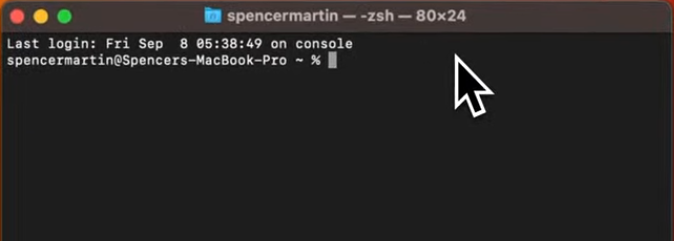 spencermartin — -zsh — 80×24
Last login: Fri Sep  8 05:38:49 on console
spencermartin@Spencers-MacBook-Pro ~ %